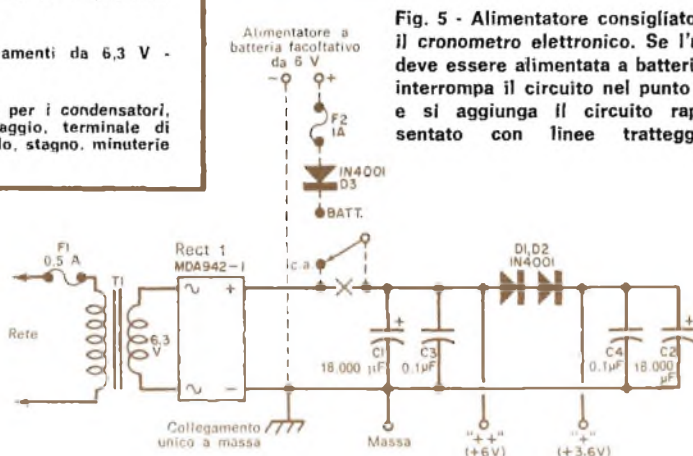 amenti da 6,3 V -
per i condensatori,
aggio, terminale di
lo, stagno, minuterie
Alimentatore a
batteria facoltativo
da 6 V
- +
F2
1A
IN4001
D3
BATT.
Fig. 5 - Alimentatore consigliato
il cronometro elettronico. Se l'
deve essere alimentata a batteri
interrompa il circuito nel punto
e si aggiunga il circuito rap
sentato con linee trattegg
F1
0.5 A
T1
Rete
6,3
V
Rect 1
MDA942-1
~ +
~ -
c.a.
D1,D2
IN4001
+
C1
18.000 µF
C3
0.1µF
C4
0.1µF
+
C2
18.000
µF
Collegamento
unico a massa
Massa
"++"
(+6V)
"+"
(+3,6V)